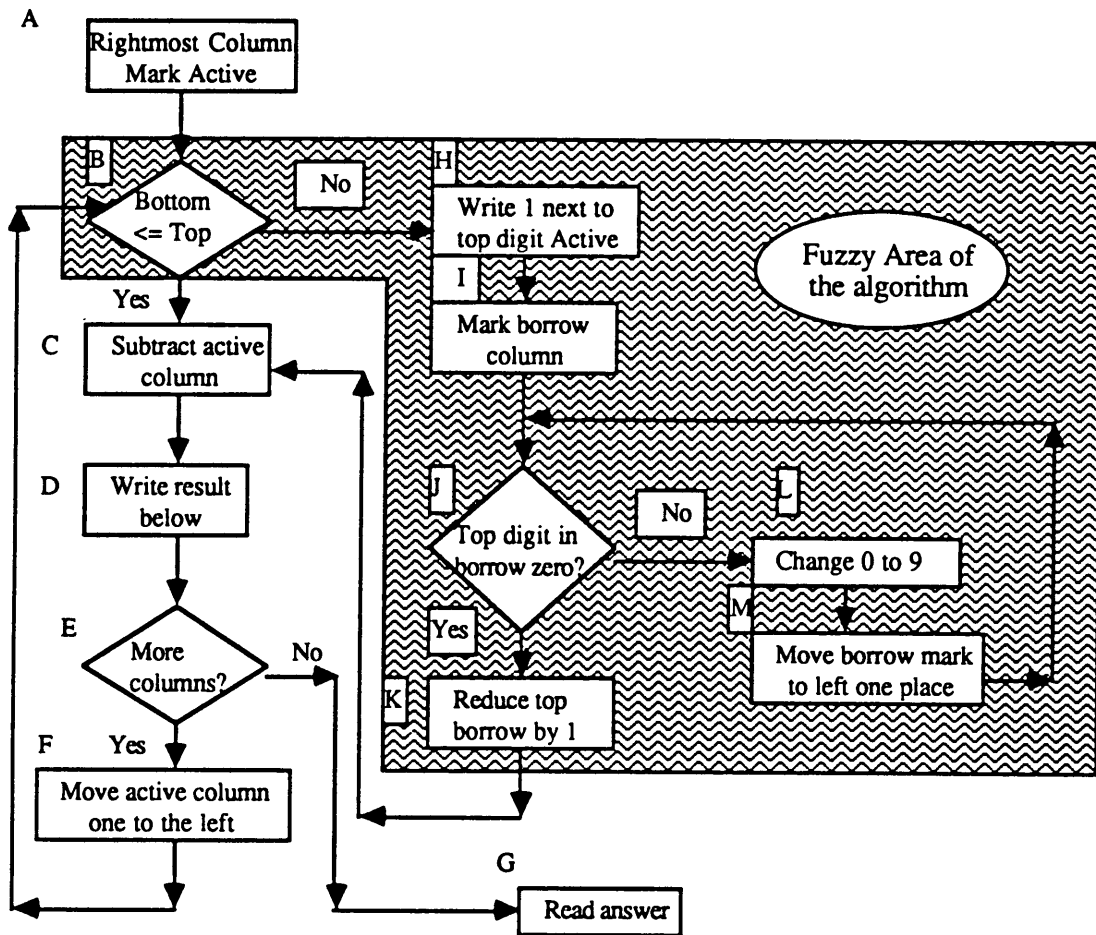 A
Rightmost Column
Mark Active
B
No
H
Bottom
<= Top
Write 1 next to
top digit Active
Fuzzy Area of
the algorithm
I
Yes
Mark borrow
column
C
Subtract active
column
J
L
D
Write result
below
No
Top digit in
borrow zero?
Change 0 to 9
M
E
Yes
More
columns?
No
Move borrow mark
to left one place
K
Reduce top
borrow by 1
F
Yes
Move active column
one to the left
G
Read answer